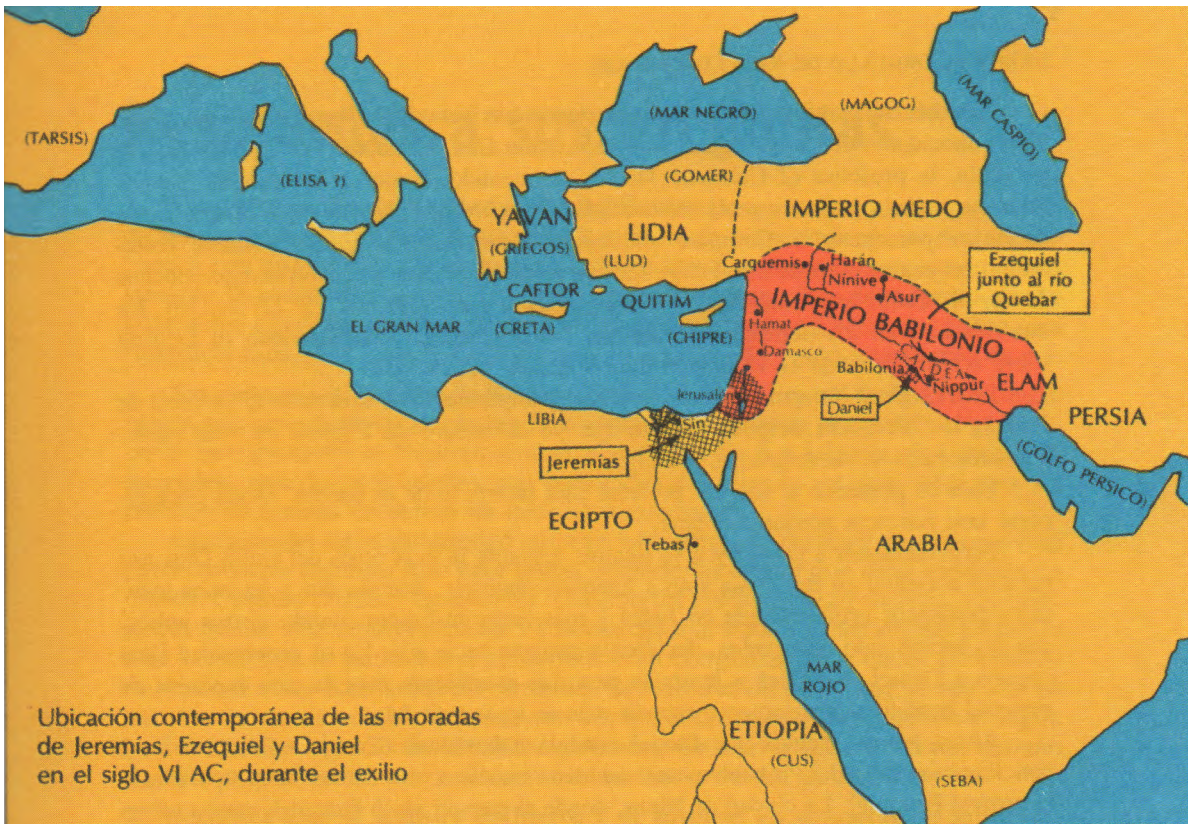 (TARSIS)
(ELISA ?)
(MAR NEGRO)
(MAGOG)
(MAR CASPIO)
(GOMER)
YAVAN
(GRIEGOS)
LIDIA
(LUD)
IMPERIO MEDO
Ezequiel
junto al río
Quebar
Carquemis
Harán
Nínive
Asur
CAFTOR
(CRETA)
QUITIM
(CHIPRE)
EL GRAN MAR
IMPERIO BABILONIO
Hamat
Damasco
CALDEA
Babilonia
Nippur
ELAM
PERSIA
Jerusalén
Daniel
LIBIA
Sin
Jeremías
(GOLFO PERSICO)
EGIPTO
Tebas
ARABIA
MAR
ROJO
ETIOPIA
(CUS)
(SEBA)
Ubicación contemporánea de las moradas
de Jeremías, Ezequiel y Daniel
en el siglo VI AC, durante el exilio